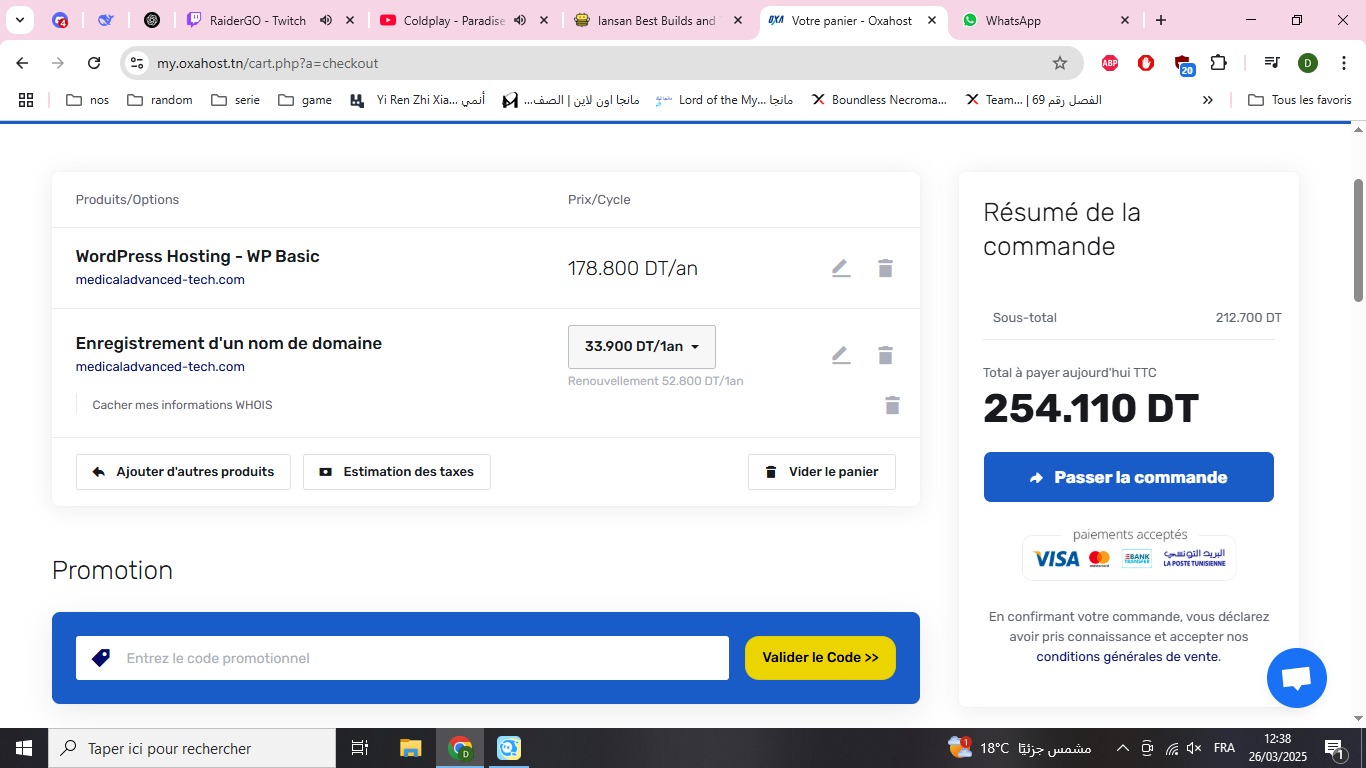 RaiderGO - Twitch
Coldplay - Paradise
lansan Best Builds and
Votre panier - Oxahost
WhatsApp
my.oxahost.tn/cart.php?a=checkout
ABP
20
D
nos
random
serie
game
Yi Ren Zhi Xia... أنمي
مانجا اون لاين | الصف...
Lord of the My... مانجا
Boundless Necroma...
Team... | الفصل رقم 69
Tous les favoris
Produits/Options
Prix/Cycle
WordPress Hosting - WP Basic
medicaladvanced-tech.com
178.800 DT/an
Enregistrement d'un nom de domaine
medicaladvanced-tech.com
33.900 DT/1an
Renouvellement 52.800 DT/1an
Cacher mes informations WHOIS
Ajouter d'autres produits
Estimation des taxes
Vider le panier
Résumé de la
commande
Sous-total
212.700 DT
Total à payer aujourd'hui TTC
254.110 DT
Passer la commande
paiements acceptés
VISA
mastercard
BANK
TRANSFER
البريد التونسي
LA POSTE TUNISIENNE
En confirmant votre commande, vous déclarez
avoir pris connaissance et accepter nos
conditions générales de vente.
Promotion
Entrez le code promotionnel
Valider le Code >>
Taper ici pour rechercher
D
1
18°C مشمس جزئيًا
FRA
12:38
26/03/2025
1